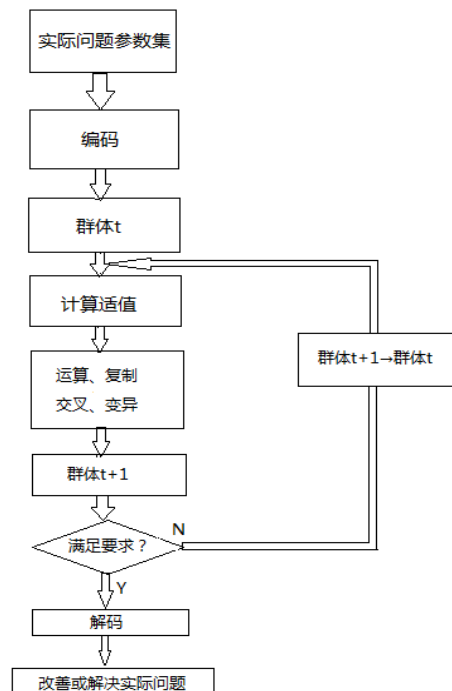 实际问题参数集
编码
群体t
计算适值
群体t+1→群体t
运算、复制
交叉、变异
群体t+1
满足要求？
N
Y
解码
改善或解决实际问题